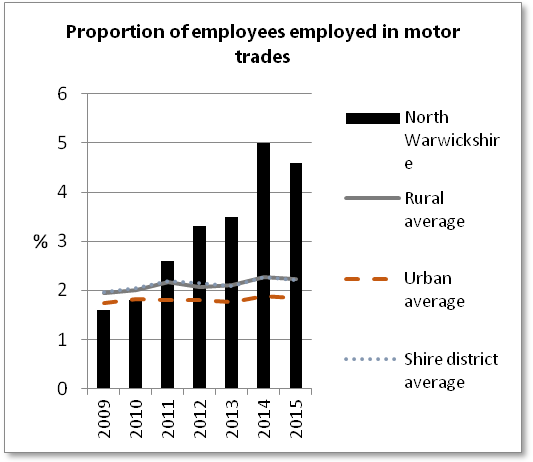 Proportion of employees employed in motor
trades
6
5
4
3
2
1
0
%
2009
2010
2011
2012
2013
2014
2015
North
Warwickshir
e
Rural
average
Urban
average
Shire district
average